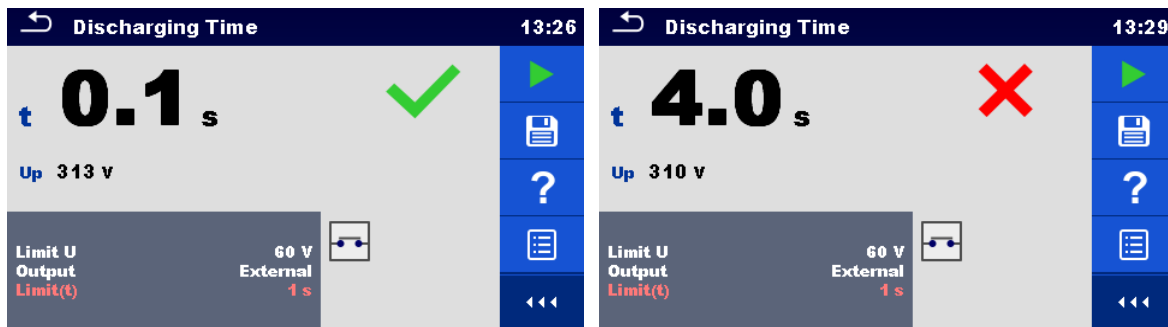 Discharging Time 13:26
t 0.1 s
Up 313 V
?
Limit U 60 V
Output External
Limit(t) 1 s
Discharging Time 13:29
t 4.0 s
Up 310 V
?
Limit U 60 V
Output External
Limit(t) 1 s